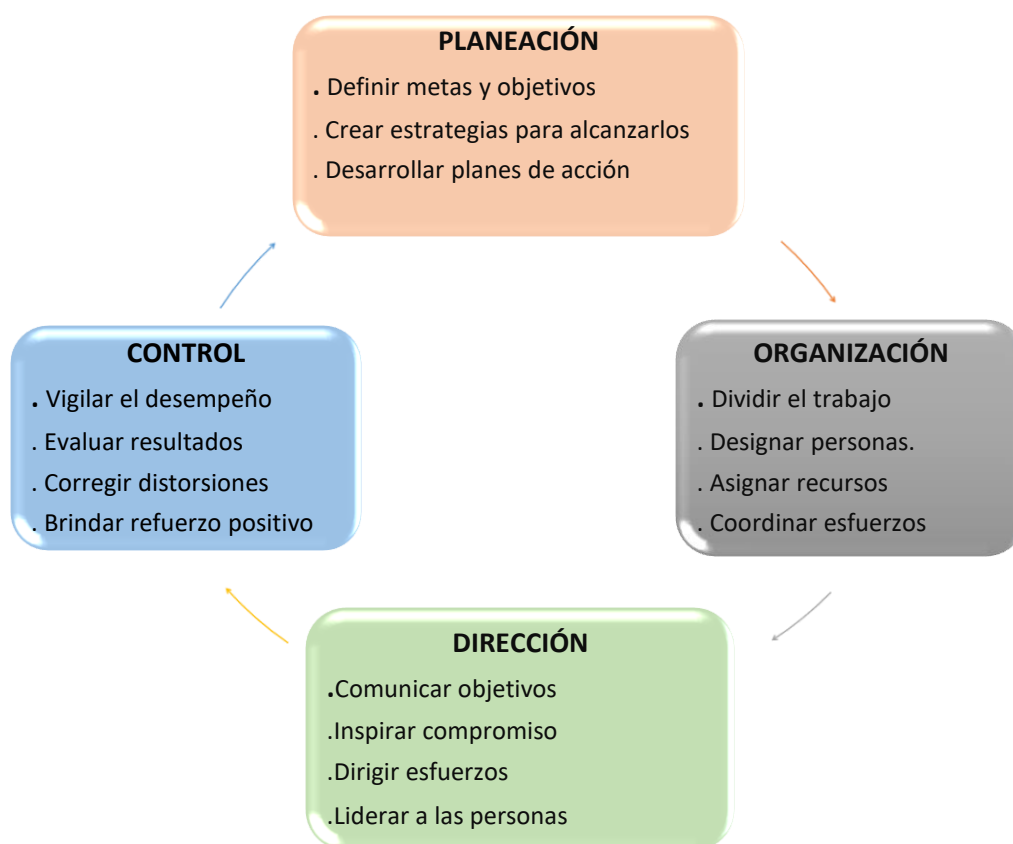 PLANEACIÓN
. Definir metas y objetivos
. Crear estrategias para alcanzarlos
. Desarrollar planes de acción
CONTROL
. Vigilar el desempeño
. Evaluar resultados
. Corregir distorsiones
. Brindar refuerzo positivo
ORGANIZACIÓN
. Dividir el trabajo
. Designar personas.
. Asignar recursos
. Coordinar esfuerzos
DIRECCIÓN
.Comunicar objetivos
.Inspirar compromiso
.Dirigir esfuerzos
.Liderar a las personas